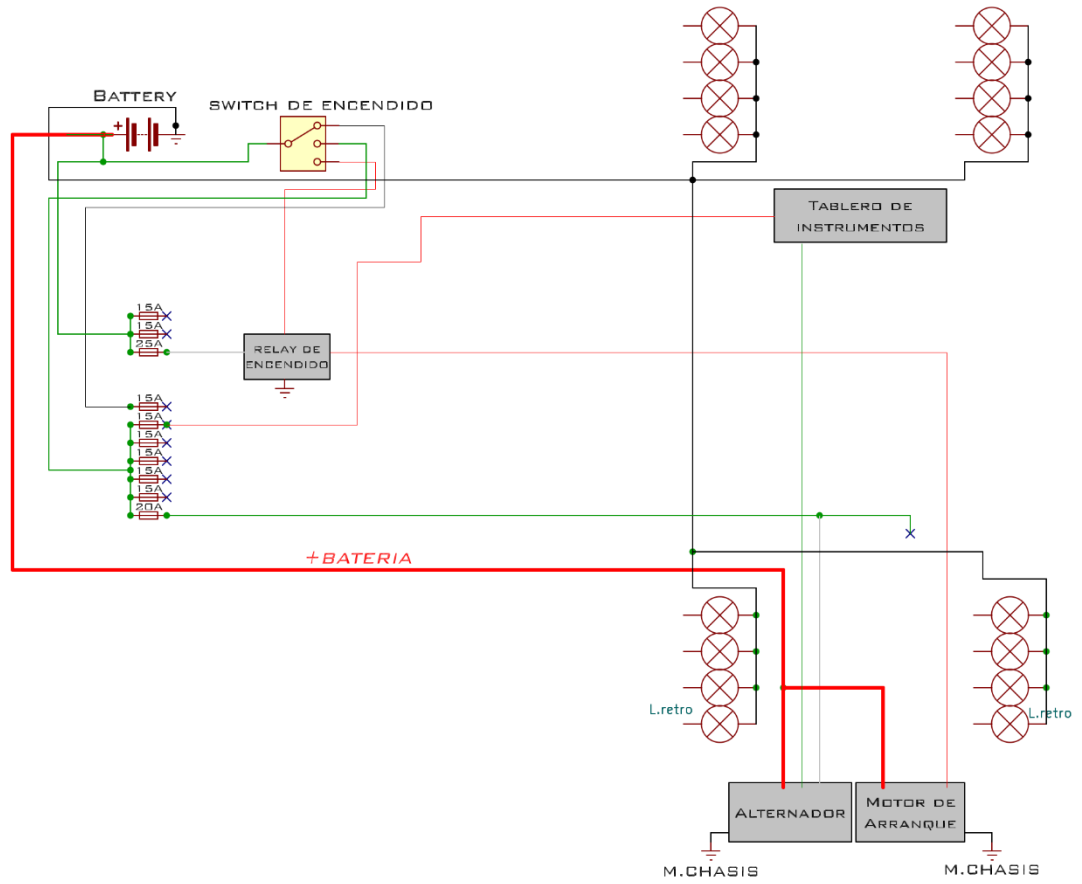 BATTERY
+
SWITCH DE ENCENDIDO
TABLERO DE
INSTRUMENTOS
15A
15A
25A
RELAY DE
ENCENDIDO
15A
15A
15A
15A
15A
15A
20A
+BATERIA
L.retro
L.retro
ALTERNADOR
MOTOR DE
ARRANQUE
M.CHASIS
M.CHASIS